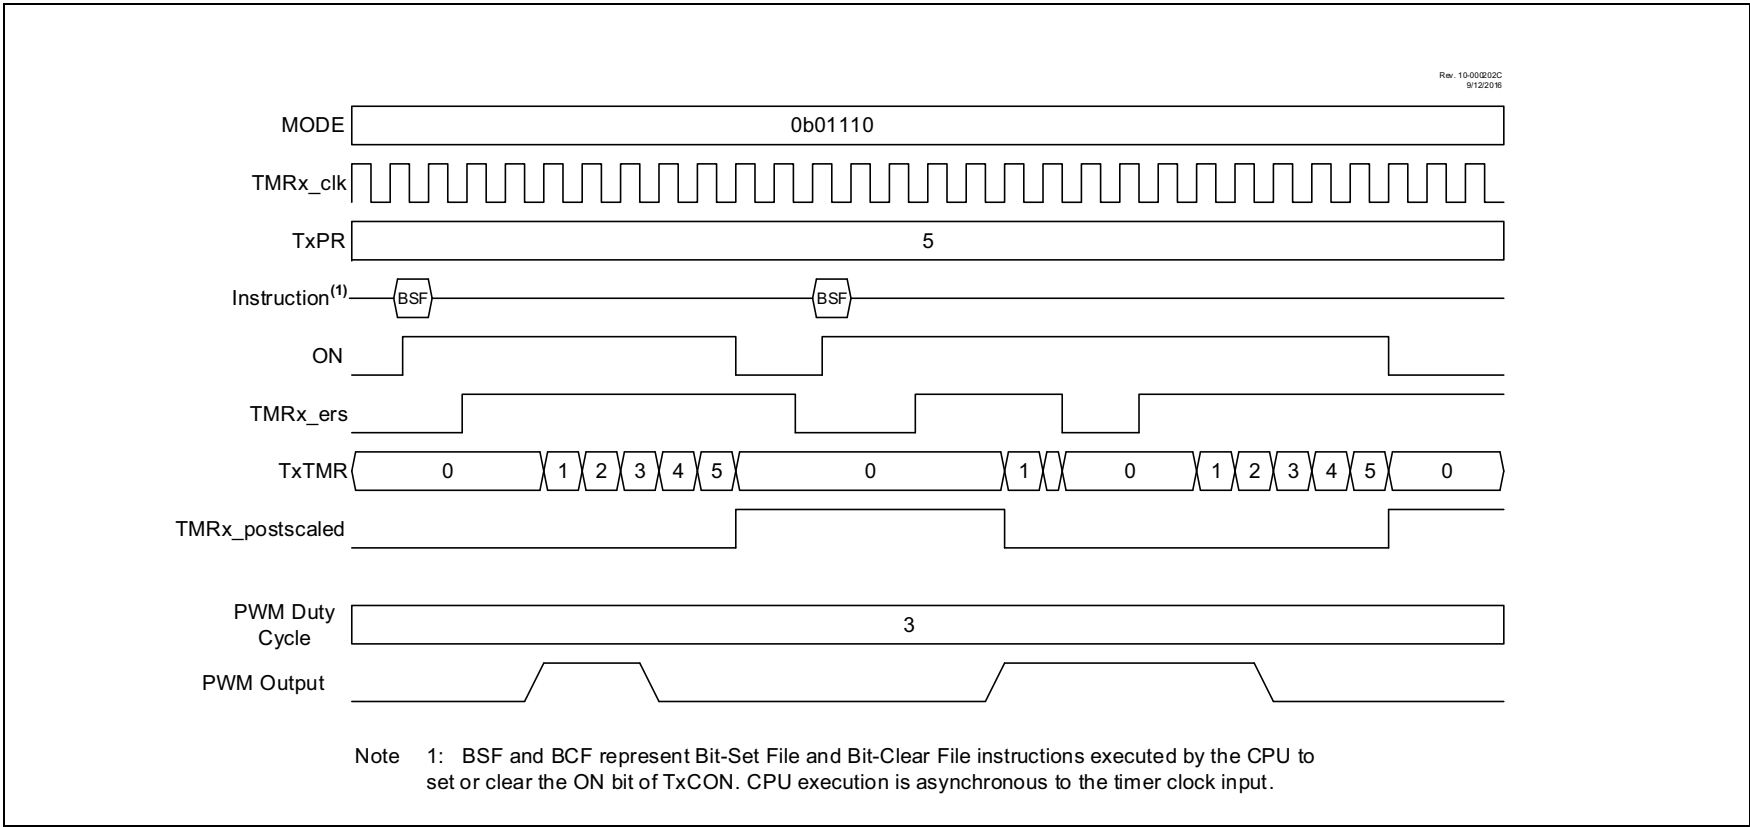 Rev. 10-000202C
9/12/2016
MODE 0b01110
TMRx_clk
TxPR 5
Instruction(1) BSF BSF
ON
TMRx_ers
TxTMR 0 1 2 3 4 5 0 1 0 1 2 3 4 5 0
TMRx_postscaled
PWM Duty
Cycle 3
PWM Output
Note 1: BSF and BCF represent Bit-Set File and Bit-Clear File instructions executed by the CPU to
set or clear the ON bit of TxCON. CPU execution is asynchronous to the timer clock input.